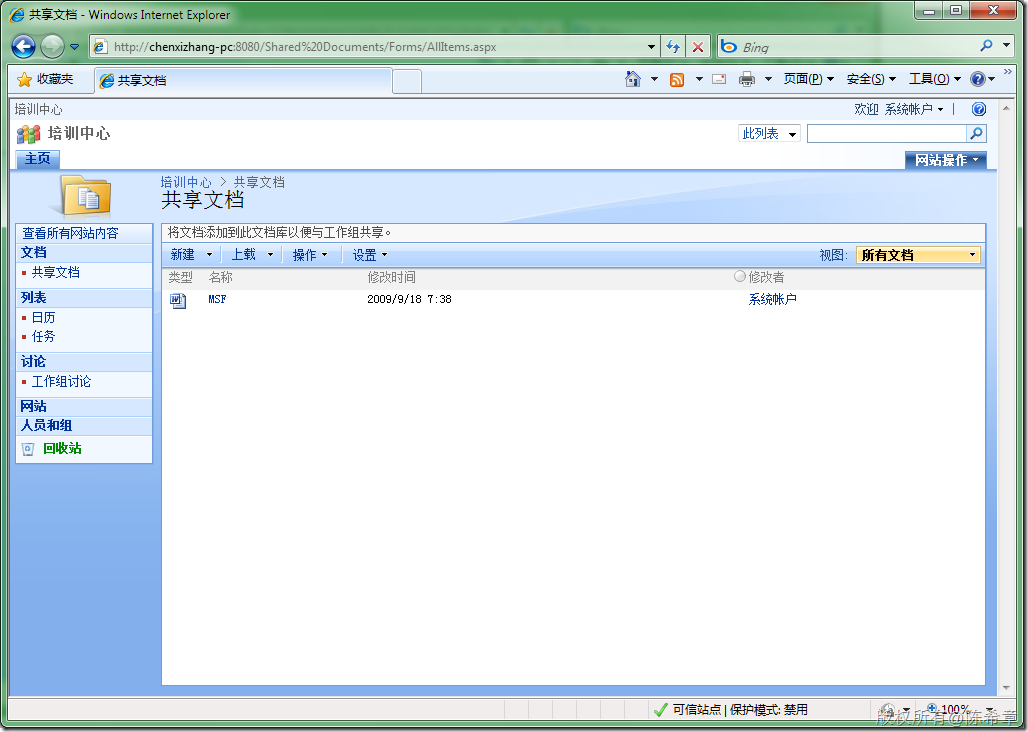 共享文档 - Windows Internet Explorer
http://chenxizhang-pc:8080/Shared%20Documents/Forms/AllItems.aspx
Bing
收藏夹
共享文档
页面(P)
安全(S)
工具(O)
培训中心
欢迎 系统帐户
培训中心
此列表
主页
网站操作
培训中心 > 共享文档
共享文档
查看所有网站内容
文档
共享文档
列表
日历
任务
讨论
工作组讨论
网站
人员和组
回收站
将文档添加到此文档库以便与工作组共享。
新建
上载
操作
设置
视图:
所有文档
类型
名称
修改时间
修改者
MSF
2009/9/18 7:38
系统帐户
可信站点 | 保护模式: 禁用
100%
版权所有@陈希章